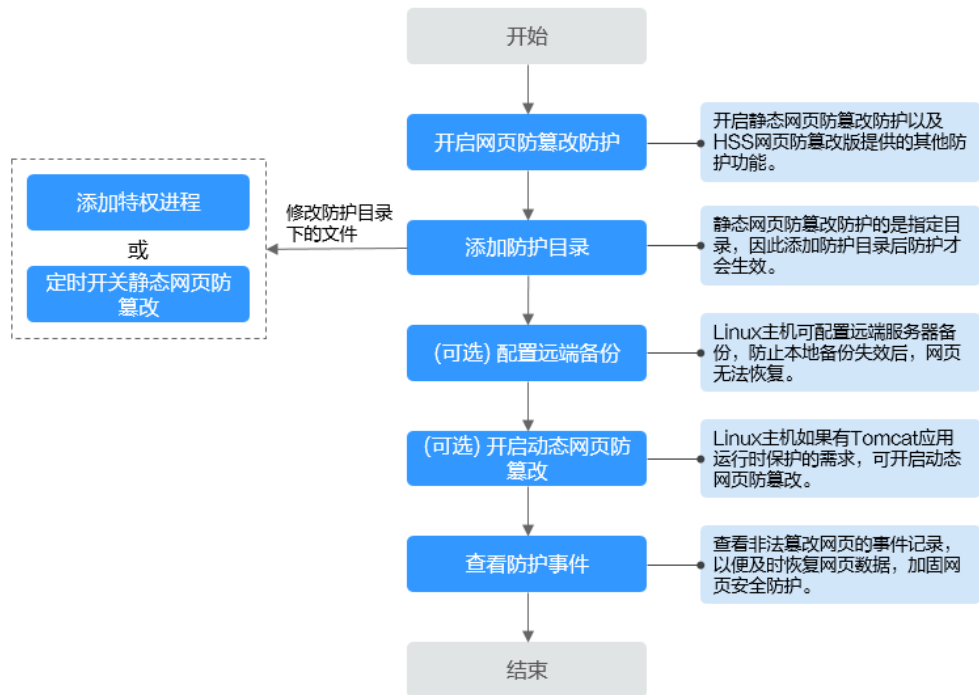 开始
开启网页防篡改防护
开启静态网页防篡改防护以及
HSS网页防篡改版提供的其他防
护功能。
添加特权进程
或
定时开关静态网页防
篡改
修改防护目录
下的文件
添加防护目录
静态网页防篡改防护的是指定目
录，因此添加防护目录后防护才
会生效。
(可选) 配置远端备份
Linux主机可配置远端服务器备
份，防止本地备份失效后，网页
无法恢复。
(可选) 开启动态网页防
篡改
Linux主机如果有Tomcat应用
运行时保护的需求，可开启动态
网页防篡改。
查看防护事件
查看非法篡改网页的事件记录，
以便及时恢复网页数据，加固网
页安全防护。
结束